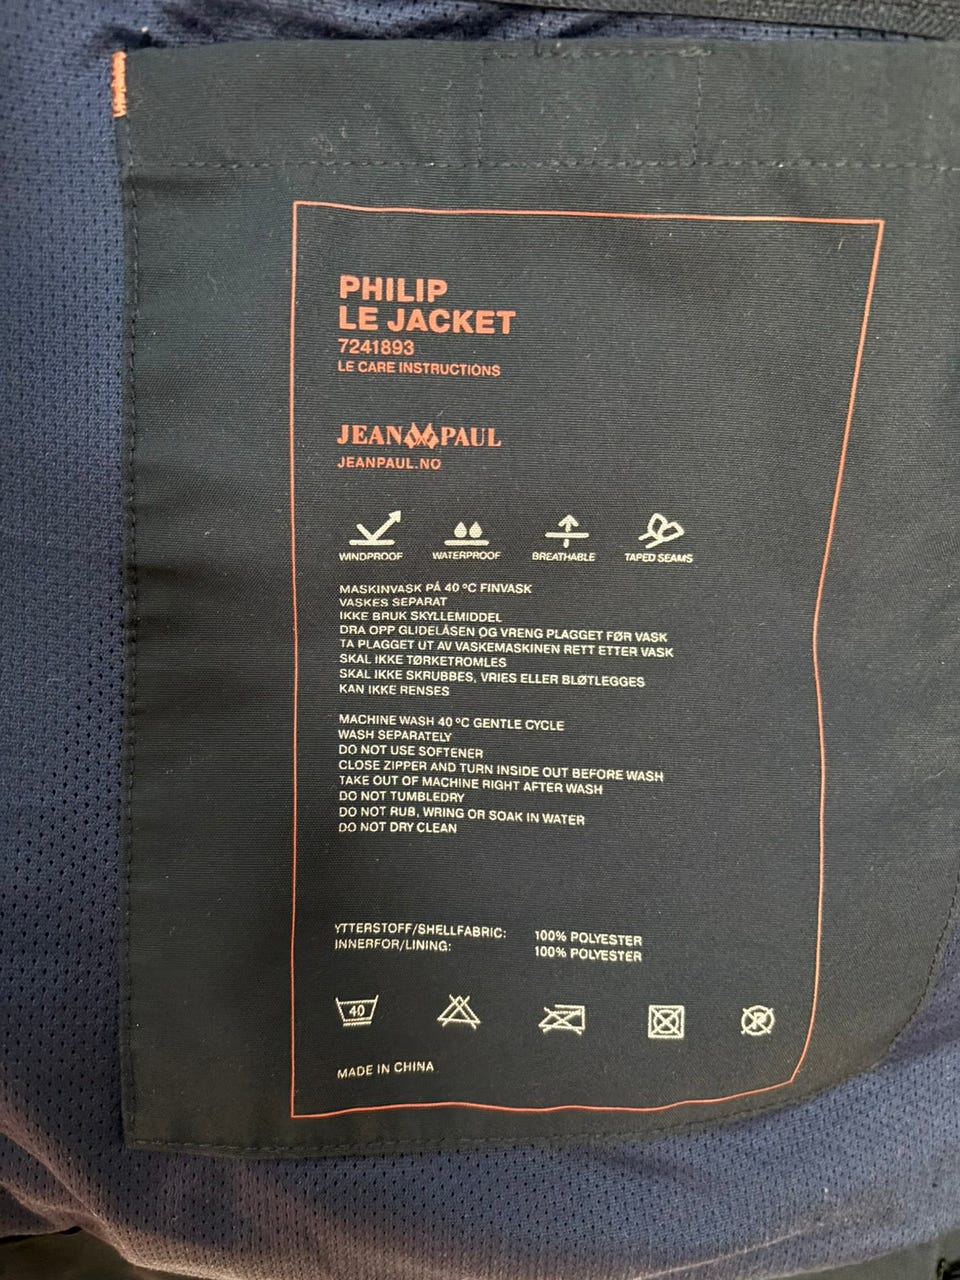 PHILIP
LE JACKET
7241893
LE CARE INSTRUCTIONS
JEAN PAUL
JEANPAUL.NO
WINDPROOF WATERPROOF BREATHABLE TAPED SEAMS
MASKINVASK PÅ 40 ºC FINVASK
VASKES SEPARAT
IKKE BRUK SKYLLEMIDDEL
DRA OPP GLIDELÅSEN OG VRENG PLAGGET FØR VASK
TA PLAGGET UT AV VASKEMASKINEN RETT ETTER VASK
SKAL IKKE TØRKETROMLES
SKAL IKKE SKRUBBES, VRIES ELLER BLØTLEGGES
KAN IKKE RENSES
MACHINE WASH 40 ºC GENTLE CYCLE
WASH SEPARATELY
DO NOT USE SOFTENER
CLOSE ZIPPER AND TURN INSIDE OUT BEFORE WASH
TAKE OUT OF MACHINE RIGHT AFTER WASH
DO NOT TUMBLEDRY
DO NOT RUB, WRING OR SOAK IN WATER
DO NOT DRY CLEAN
YTTERSTOFF/SHELLFABRIC: 100% POLYESTER
INNERFOR/LINING: 100% POLYESTER
40 P
MADE IN CHINA